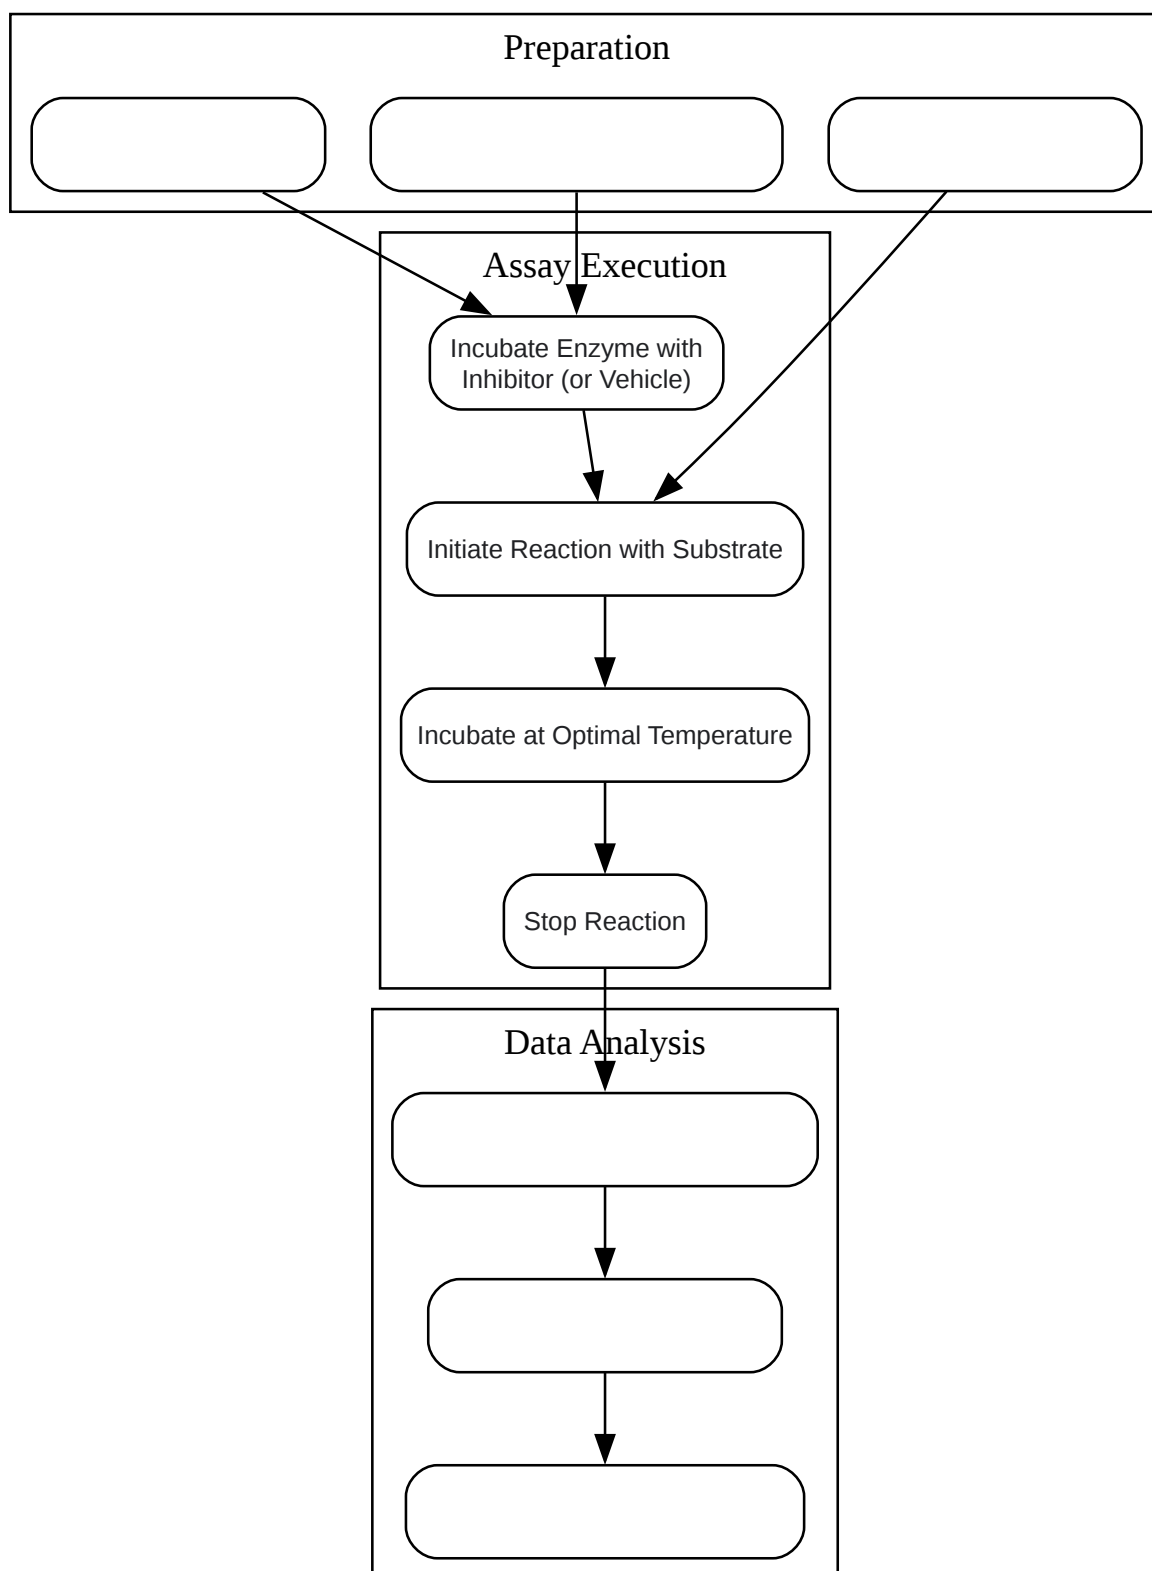 Preparation
Assay Execution
Incubate Enzyme with
Inhibitor (or Vehicle)
Initiate Reaction with Substrate
Incubate at Optimal Temperature
Stop Reaction
Data Analysis